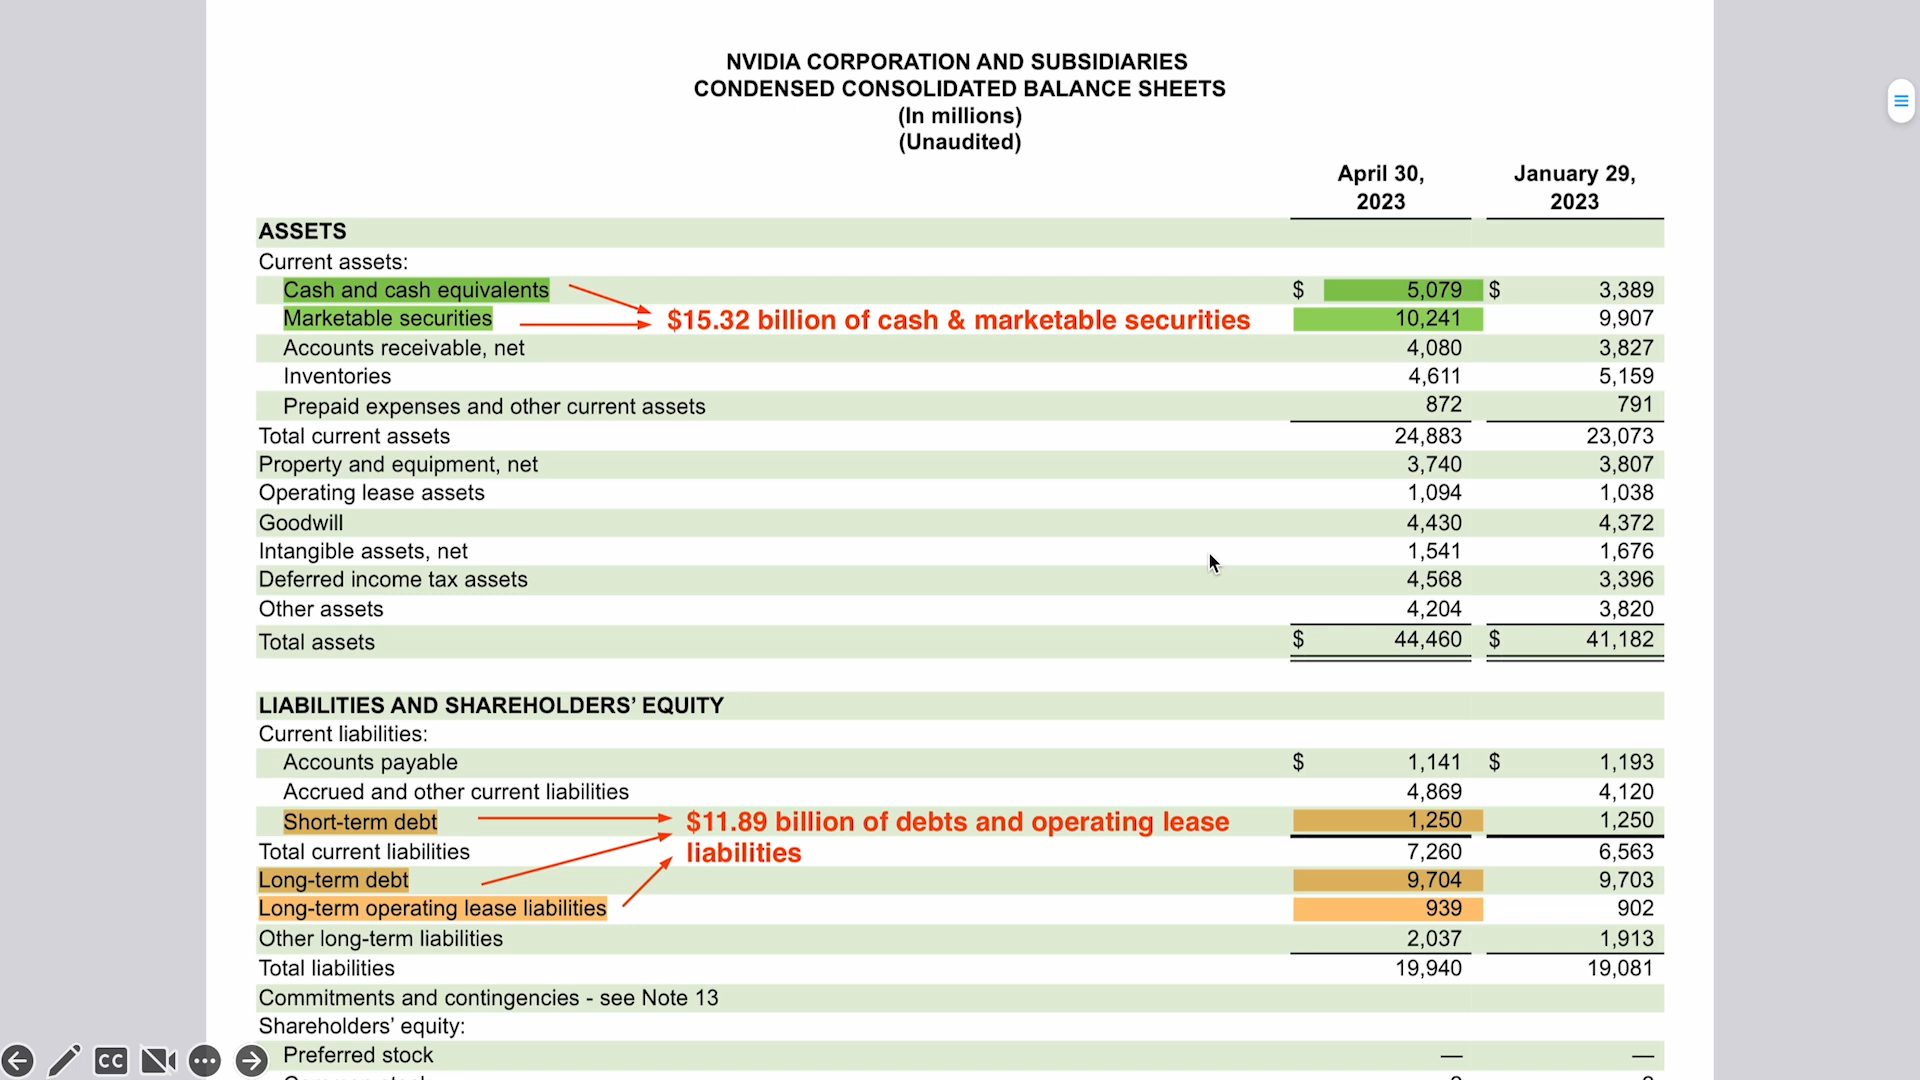 NVIDIA CORPORATION AND SUBSIDIARIES
CONDENSED CONSOLIDATED BALANCE SHEETS
(In millions)
(Unaudited)
April 30, January 29,
2023 2023
ASSETS
Current assets:
Cash and cash equivalents $ 5,079 $ 3,389
Marketable securities $15.32 billion of cash & marketable securities 10,241 9,907
Accounts receivable, net 4,080 3,827
Inventories 4,611 5,159
Prepaid expenses and other current assets 872 791
Total current assets 24,883 23,073
Property and equipment, net 3,740 3,807
Operating lease assets 1,094 1,038
Goodwill 4,430 4,372
Intangible assets, net 1,541 1,676
Deferred income tax assets 4,568 3,396
Other assets 4,204 3,820
Total assets $ 44,460 $ 41,182
LIABILITIES AND SHAREHOLDERS’ EQUITY
Current liabilities:
Accounts payable $ 1,141 $ 1,193
Accrued and other current liabilities 4,869 4,120
Short-term debt $11.89 billion of debts and operating lease 1,250 1,250
Total current liabilities liabilities 7,260 6,563
Long-term debt 9,704 9,703
Long-term operating lease liabilities 939 902
Other long-term liabilities 2,037 1,913
Total liabilities 19,940 19,081
Commitments and contingencies - see Note 13
Shareholders’ equity:
Preferred stock — —
CC